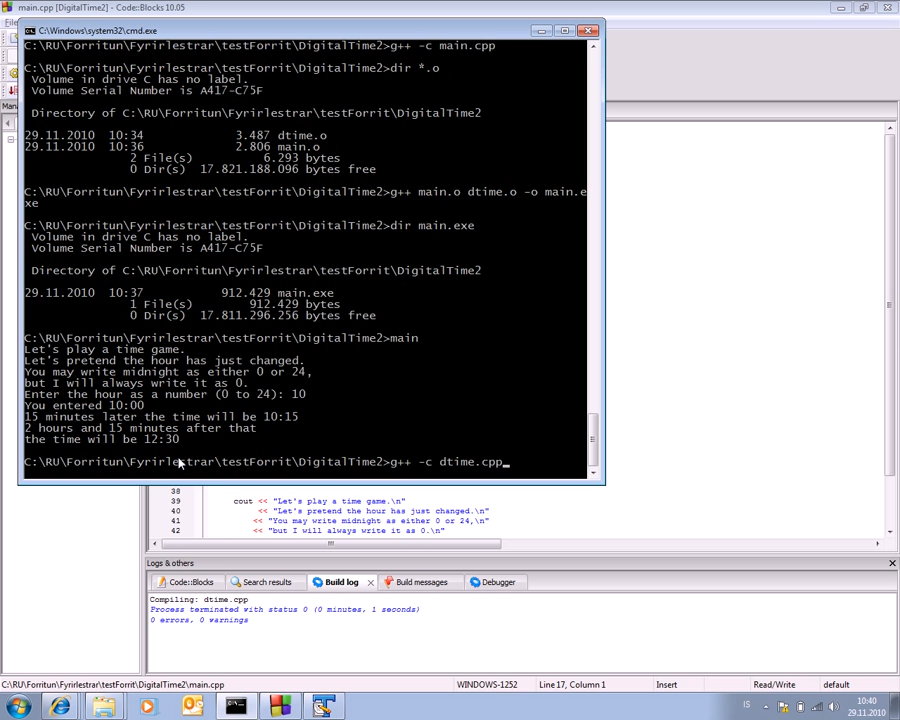 main.cpp [DigitalTime2] - Code::Blocks 10.05
C:\Windows\system32\cmd.exe
C:\RU\Forritun\Fyrirlestrar\testForrit\DigitalTime2>g++ -c main.cpp
C:\RU\Forritun\Fyrirlestrar\testForrit\DigitalTime2>dir *.o
Volume in drive C has no label.
Volume Serial Number is A417-C75F
Directory of C:\RU\Forritun\Fyrirlestrar\testForrit\DigitalTime2
29.11.2010 10:34 3.487 dtime.o
29.11.2010 10:36 2.806 main.o
2 File(s) 6.293 bytes
0 Dir(s) 17.821.188.096 bytes free
C:\RU\Forritun\Fyrirlestrar\testForrit\DigitalTime2>g++ main.o dtime.o -o main.e
xe
C:\RU\Forritun\Fyrirlestrar\testForrit\DigitalTime2>dir main.exe
Volume in drive C has no label.
Volume Serial Number is A417-C75F
Directory of C:\RU\Forritun\Fyrirlestrar\testForrit\DigitalTime2
29.11.2010 10:37 912.429 main.exe
1 File(s) 912.429 bytes
0 Dir(s) 17.811.296.256 bytes free
C:\RU\Forritun\Fyrirlestrar\testForrit\DigitalTime2>main
Let's play a time game.
Let's pretend the hour has just changed.
You may write midnight as either 0 or 24,
but I will always write it as 0.
Enter the hour as a number (0 to 24): 10
You entered 10:00
15 minutes later the time will be 10:15
2 hours and 15 minutes after that
the time will be 12:30
C:\RU\Forritun\Fyrirlestrar\testForrit\DigitalTime2>g++ -c dtime.cpp
38
39 cout << "Let's play a time game.\n"
40 << "Let's pretend the hour has just changed.\n"
41 << "You may write midnight as either 0 or 24,\n"
42 << "but I will always write it as 0.\n"
Logs & others
Code::Blocks Search results Build log Build messages Debugger
Compiling: dtime.cpp
Process terminated with status 0 (0 minutes, 1 seconds)
0 errors, 0 warnings
C:\RU\Forritun\Fyrirlestrar\testForrit\DigitalTime2\main.cpp WINDOWS-1252 Line 17, Column 1 Insert Read/Write default
IS 10:40
29.11.2010